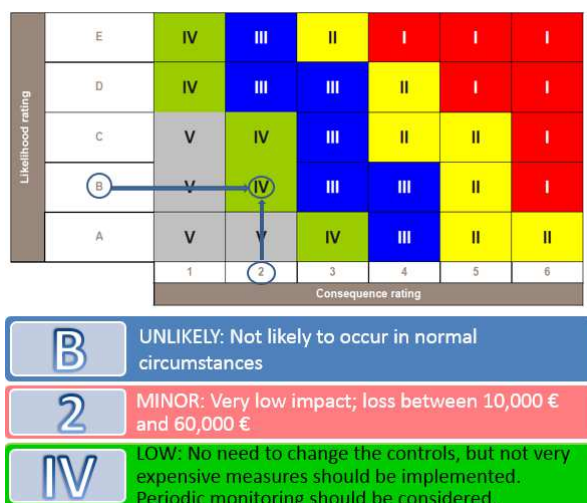 Likelihood rating
E IV III II I I I
D IV III III II I I
C V IV III II II I
B V IV III III II I
A V V IV III II II
1 2 3 4 5 6
Consequence rating
B
UNLIKELY: Not likely to occur in normal
circumstances
2
MINOR: Very low impact; loss between 10,000 €
and 60,000 €
IV
LOW: No need to change the controls, but not very
expensive measures should be implemented.
Periodic monitoring should be considered